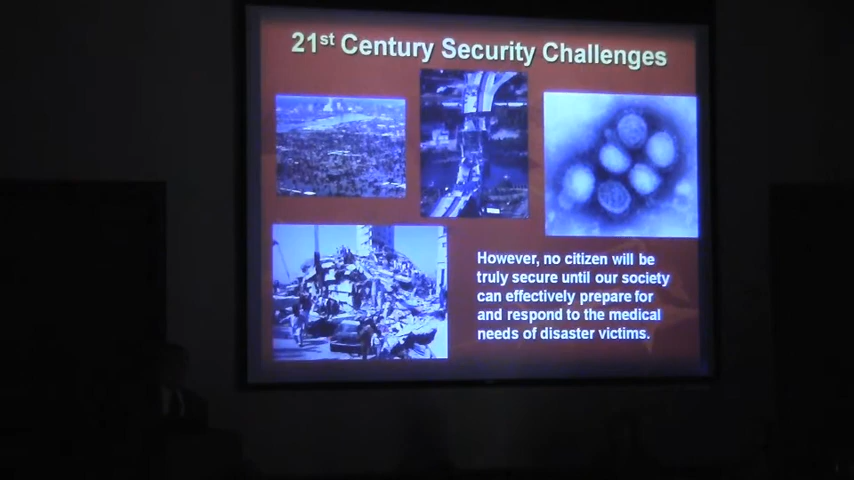 21st Century Security Challenges
However, no citizen will be
truly secure until our society
can effectively prepare for
and respond to the medical
needs of disaster victims.